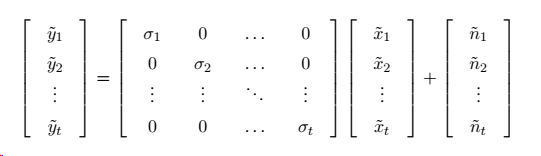 [ ỹ₁ ] = [ σ₁ 0 … 0 ] [ x̃₁ ] + [ ñ₁ ]
[ ỹ₂ ] [ 0 σ₂ … 0 ] [ x̃₂ ] [ ñ₂ ]
[ ⋮ ] [ ⋮ ⋮ ⋱ ⋮ ] [ ⋮ ] [ ⋮ ]
[ ỹₜ ] [ 0 0 … σₜ ] [ x̃ₜ ] [ ñₜ ]